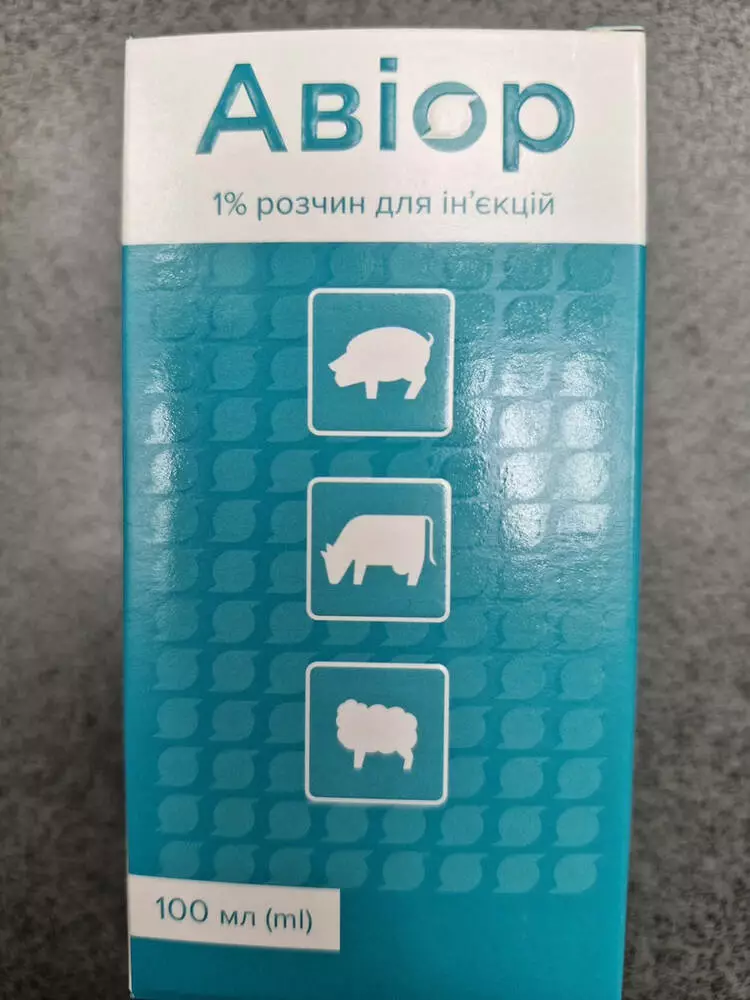 Авіор
1% розчин для ін'єкцій
100 мл (ml)